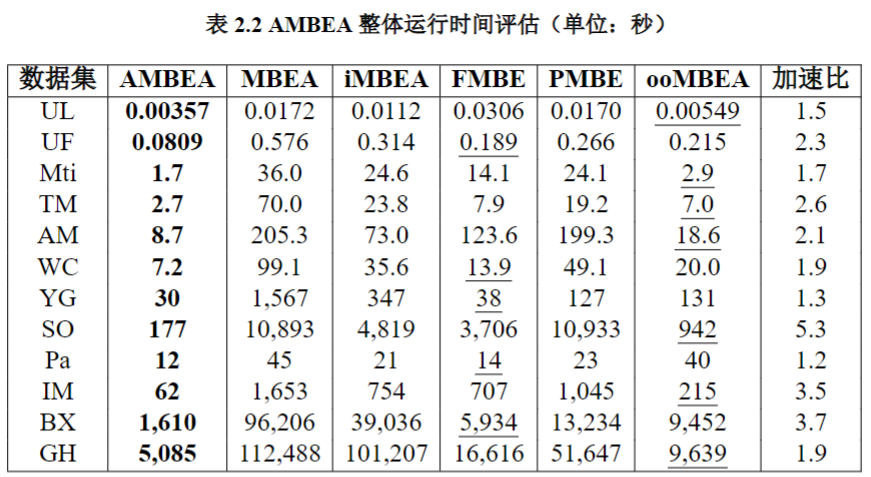 表 2.2 AMBEA 整体运行时间评估（单位：秒）
数据集 AMBEA MBEA iMBEA FMBE PMBE ooMBEA 加速比
UL 0.00357 0.0172 0.0112 0.0306 0.0170 0.00549 1.5
UF 0.0809 0.576 0.314 0.189 0.266 0.215 2.3
Mti 1.7 36.0 24.6 14.1 24.1 2.9 1.7
TM 2.7 70.0 23.8 7.9 19.2 7.0 2.6
AM 8.7 205.3 73.0 123.6 199.3 18.6 2.1
WC 7.2 99.1 35.6 13.9 49.1 20.0 1.9
YG 30 1,567 347 38 127 131 1.3
SO 177 10,893 4,819 3,706 10,933 942 5.3
Pa 12 45 21 14 23 40 1.2
IM 62 1,653 754 707 1,045 215 3.5
BX 1,610 96,206 39,036 5,934 13,234 9,452 3.7
GH 5,085 112,488 101,207 16,616 51,647 9,639 1.9